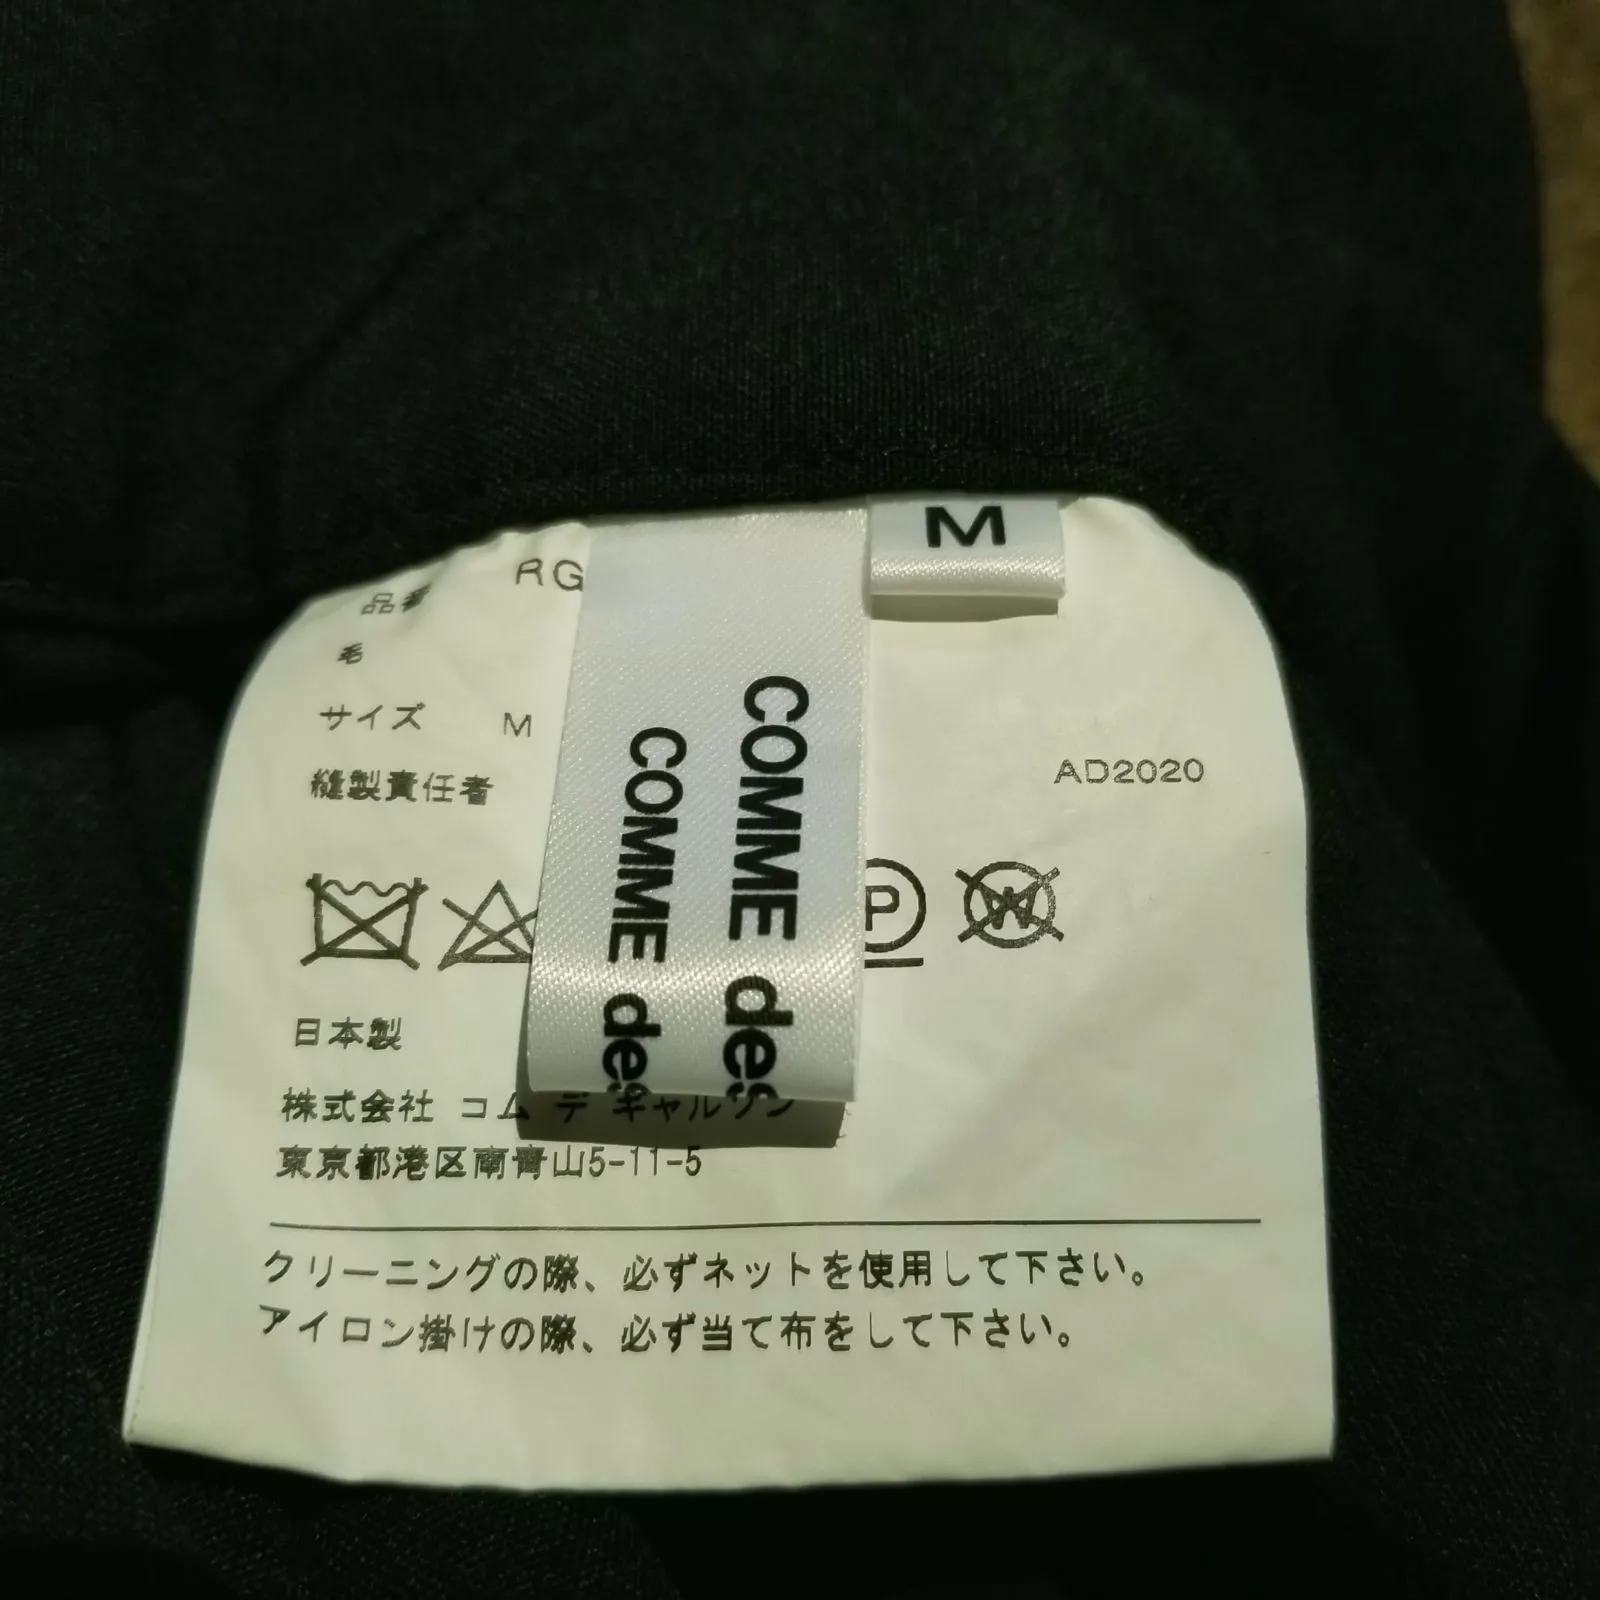 M
品番 RG
毛
サイズ M
COMME des
COMME des
AD2020
縫製責任者
P
W
日本製
株式会社 コム デ ギャルソン
東京都港区南青山5-11-5
クリーニングの際、必ずネットを使用して下さい。
アイロン掛けの際、必ず当て布をして下さい。